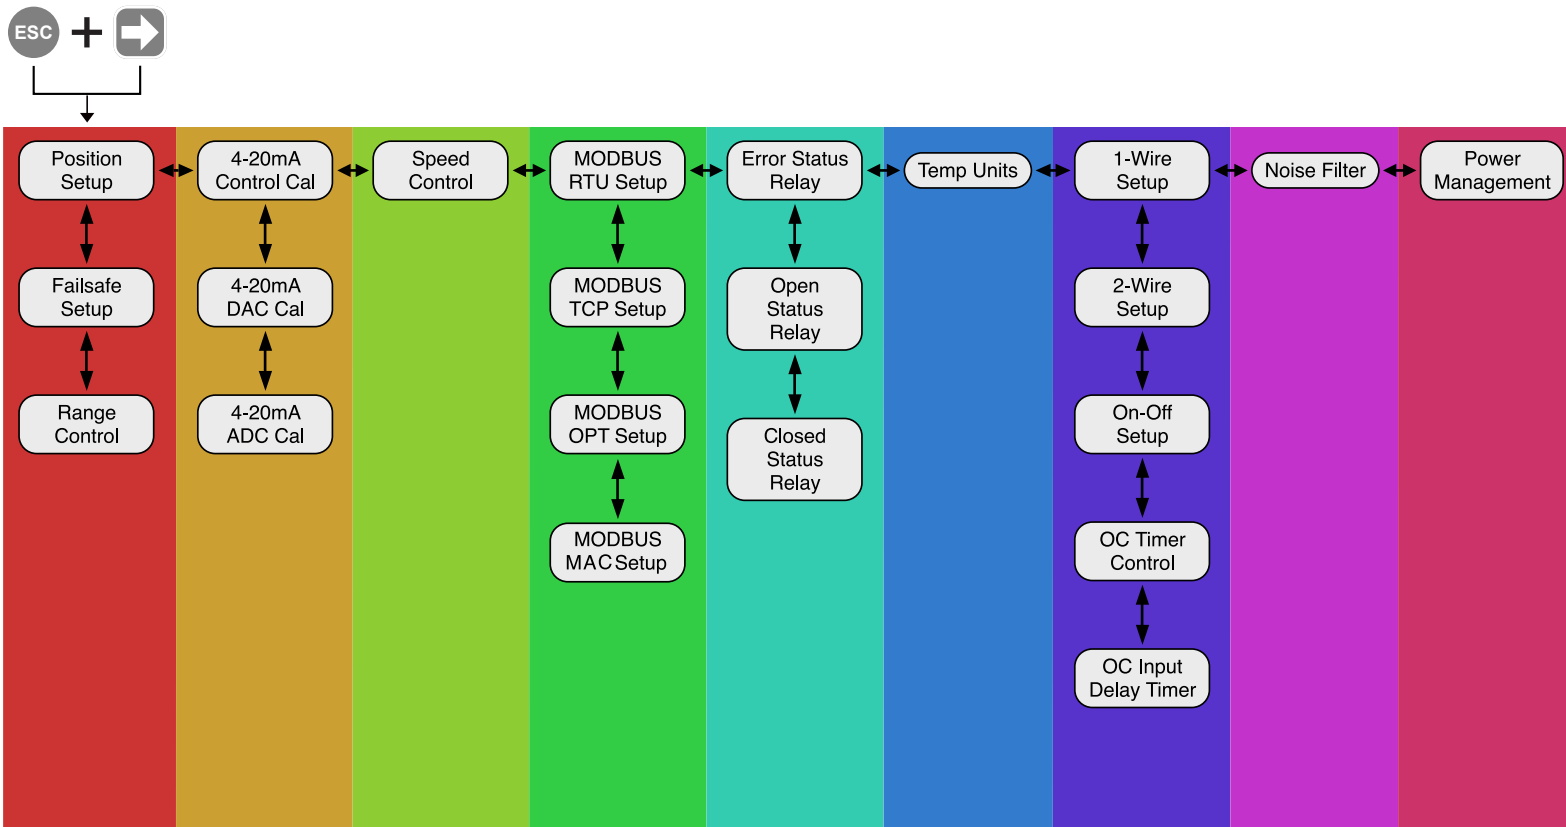 ESC
+
Position
Setup
4-20mA
Control Cal
Speed
Control
MODBUS
RTU Setup
Error Status
Relay
Temp Units
1-Wire
Setup
Noise Filter
Power
Management
Failsafe
Setup
4-20mA
DAC Cal
MODBUS
TCP Setup
Open
Status
Relay
2-Wire
Setup
Range
Control
4-20mA
ADC Cal
MODBUS
OPT Setup
Closed
Status
Relay
On-Off
Setup
MODBUS
MAC Setup
OC Timer
Control
OC Input
Delay Timer